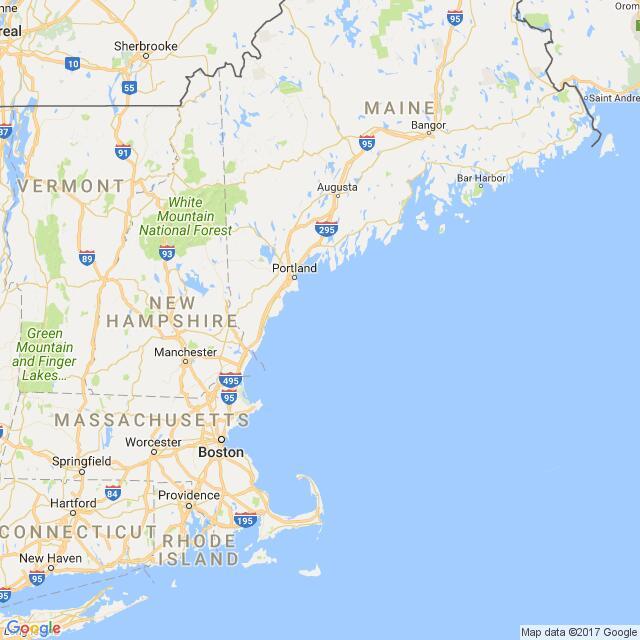 Orom
95
real
Sherbrooke
10
55
Saint Andre
MAINE
Bangor
87
95
91
Bar Harbor
VERMONT
Augusta
White
Mountain
National Forest
295
93
89
Portland
NEW
HAMPSHIRE
Green
Mountain
and Finger
Lakes...
Manchester
495
95
MASSACHUSETTS
Worcester
Boston
Springfield
84
Hartford
Providence
195
CONNECTICUT
RHODE
ISLAND
New Haven
95
95
Google
Map data ©2017 Google